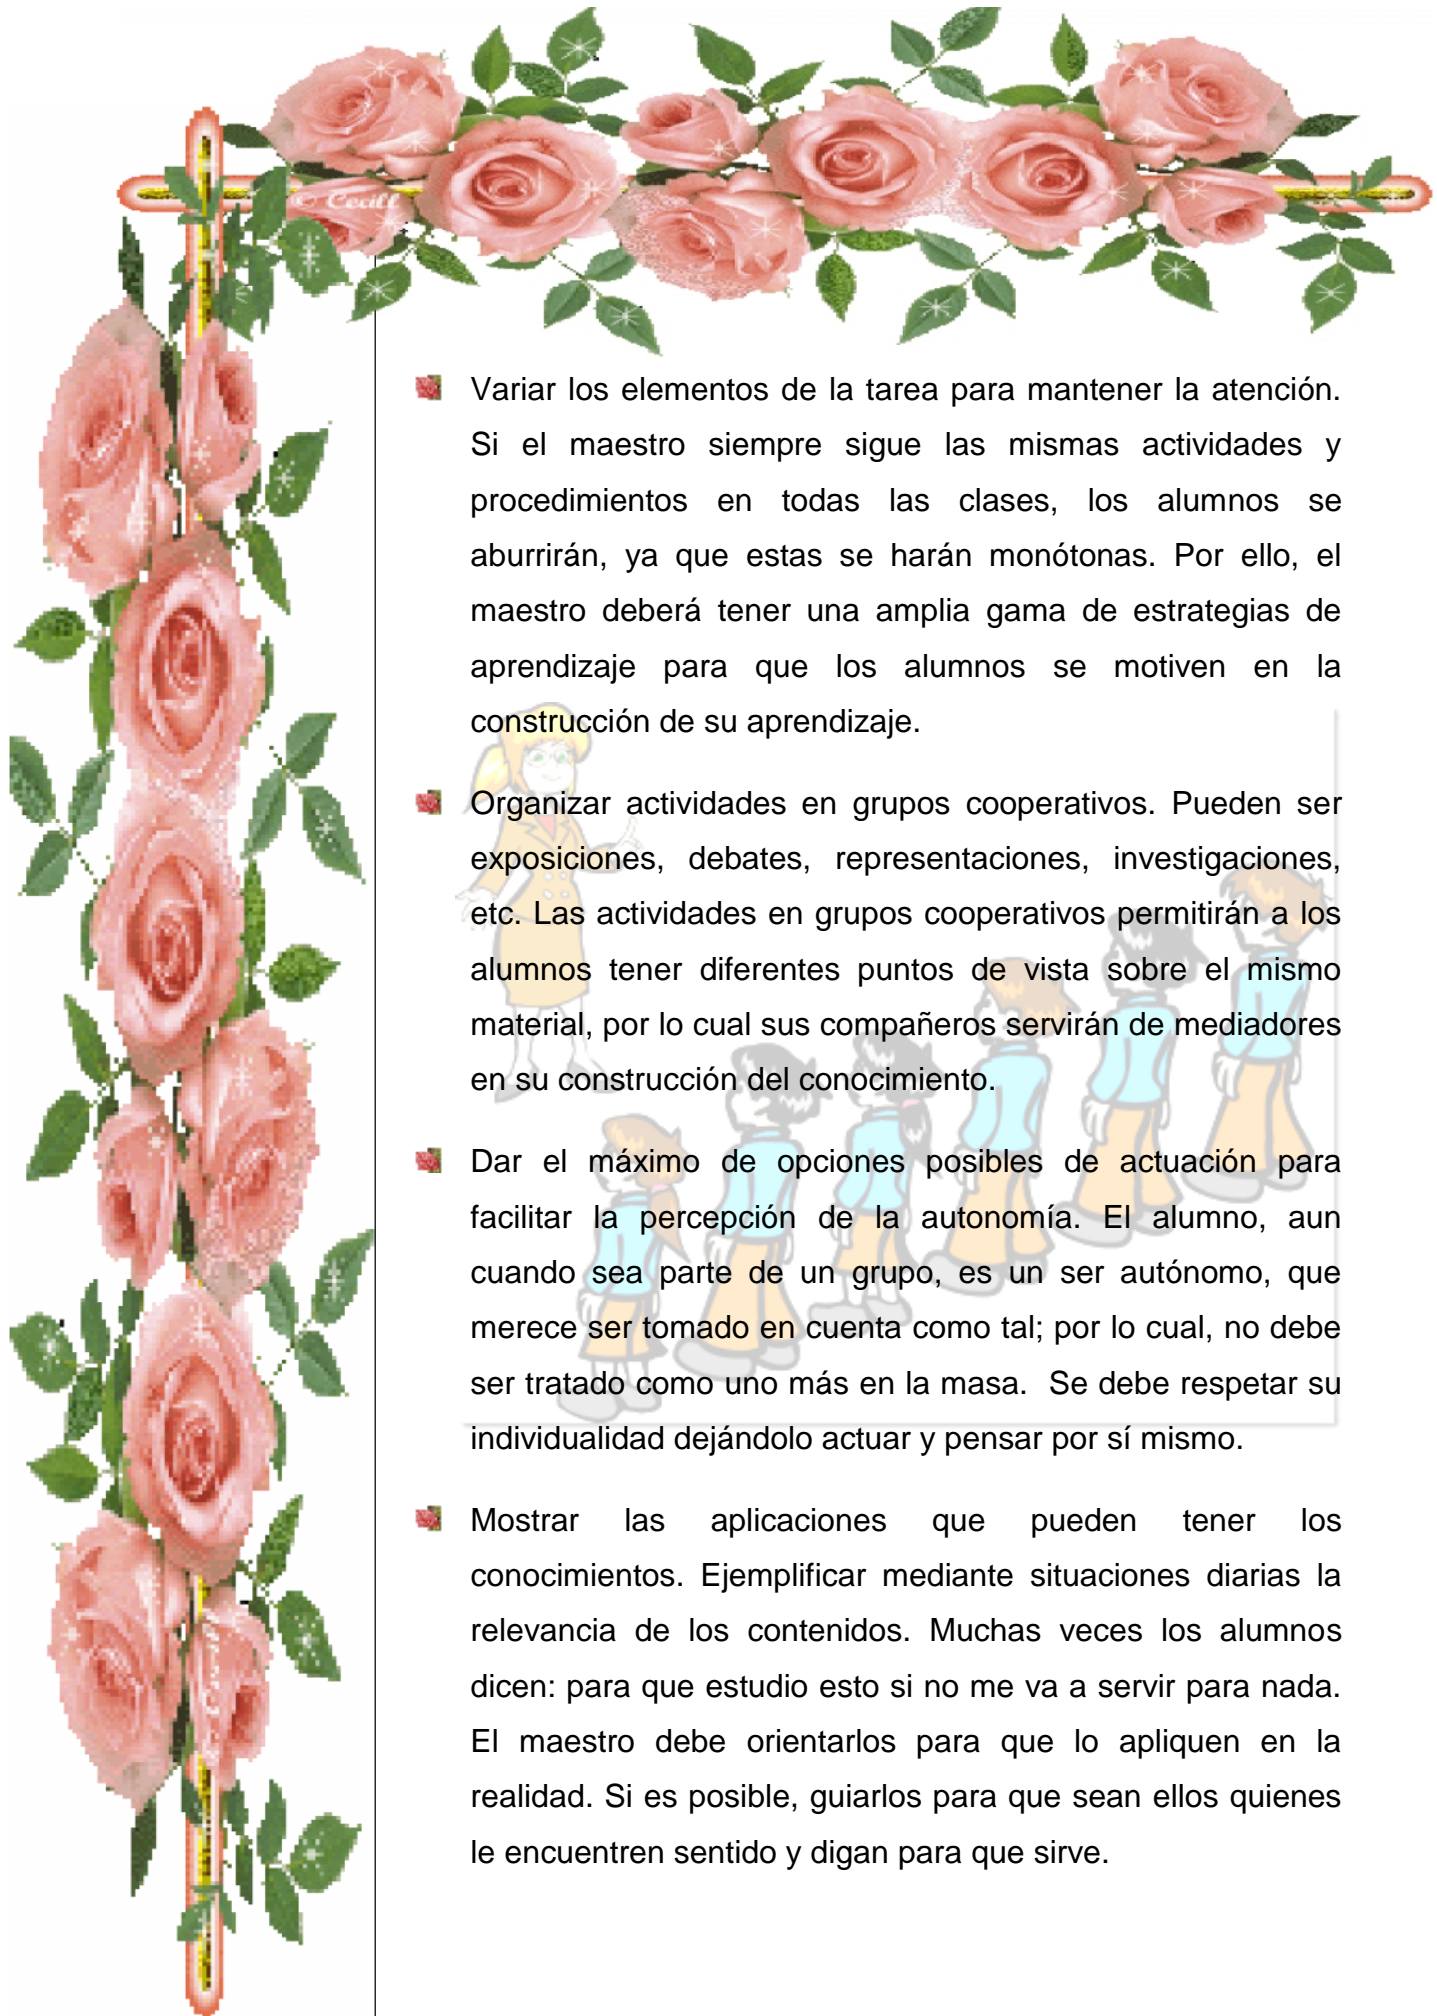 © Cecill
Variar los elementos de la tarea para mantener la atención.
Si el maestro siempre sigue las mismas actividades y
procedimientos en todas las clases, los alumnos se
aburrirán, ya que estas se harán monótonas. Por ello, el
maestro deberá tener una amplia gama de estrategias de
aprendizaje para que los alumnos se motiven en la
construcción de su aprendizaje.
Organizar actividades en grupos cooperativos. Pueden ser
exposiciones, debates, representaciones, investigaciones,
etc. Las actividades en grupos cooperativos permitirán a los
alumnos tener diferentes puntos de vista sobre el mismo
material, por lo cual sus compañeros servirán de mediadores
en su construcción del conocimiento.
Dar el máximo de opciones posibles de actuación para
facilitar la percepción de la autonomía. El alumno, aun
cuando sea parte de un grupo, es un ser autónomo, que
merece ser tomado en cuenta como tal; por lo cual, no debe
ser tratado como uno más en la masa. Se debe respetar su
individualidad dejándolo actuar y pensar por sí mismo.
Mostrar las aplicaciones que pueden tener los
conocimientos. Ejemplificar mediante situaciones diarias la
relevancia de los contenidos. Muchas veces los alumnos
dicen: para que estudio esto si no me va a servir para nada.
El maestro debe orientarlos para que lo apliquen en la
realidad. Si es posible, guiarlos para que sean ellos quienes
le encuentren sentido y digan para que sirve.